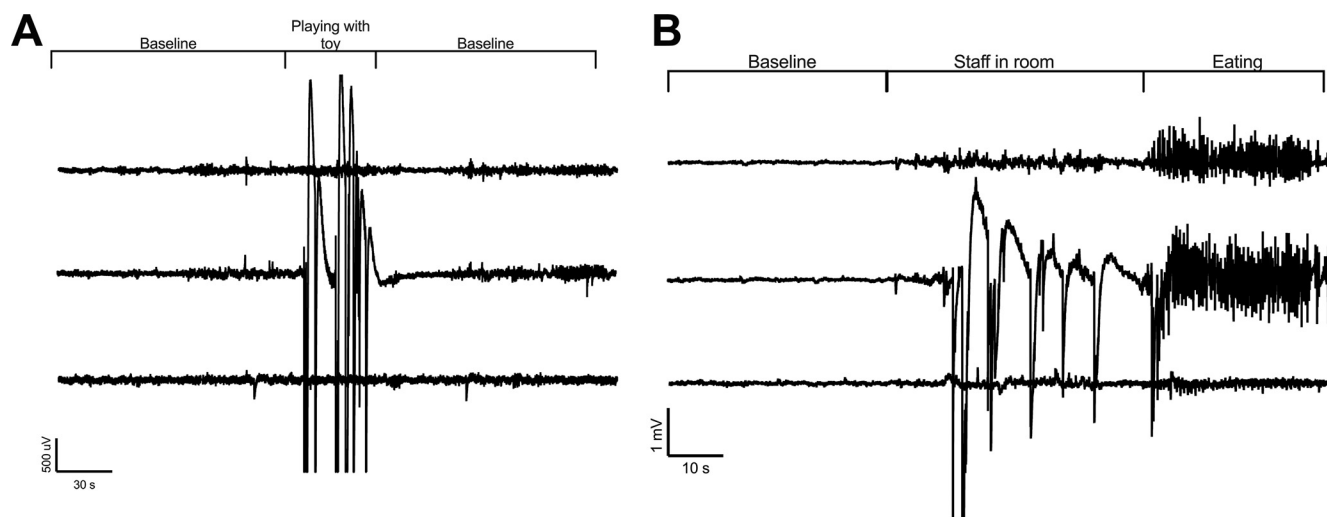 A
Playing with
Baseline
toy
Baseline
500 uV
30 s
B
Baseline
Staff in room
Eating
1 mV
10 s